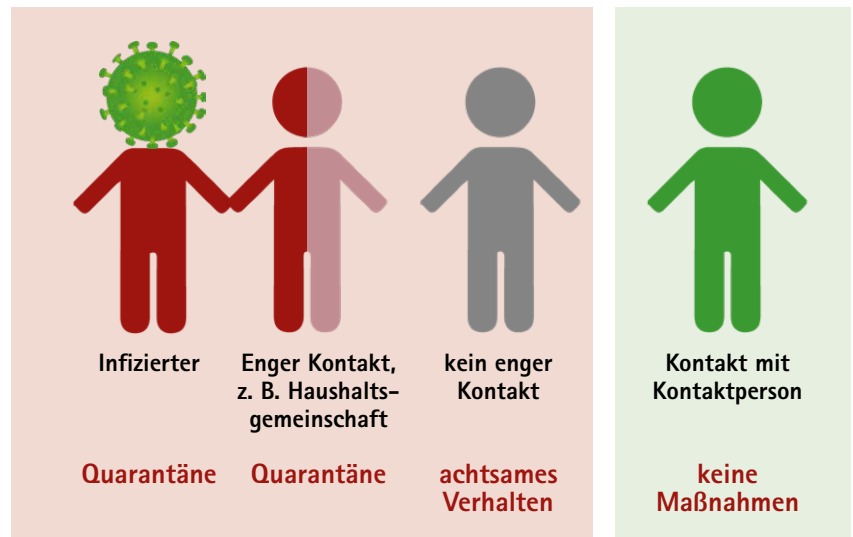 Infizierter
Enger Kontakt,
z. B. Haushalts-
gemeinschaft
kein enger
Kontakt
Kontakt mit
Kontaktperson
Quarantäne
Quarantäne
achtsames
Verhalten
keine
Maßnahmen